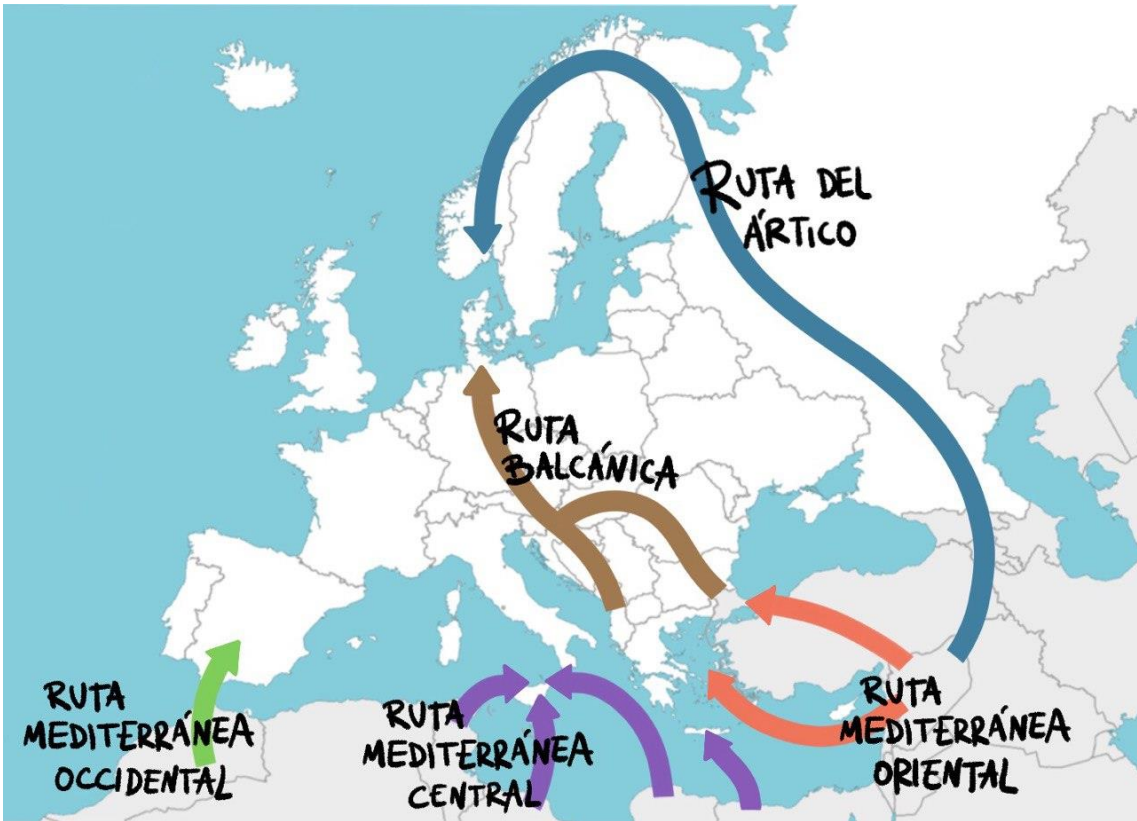 RUTA DEL
ÁRTICO
RUTA
BALCÁNICA
RUTA
MEDITERRÁNEA
OCCIDENTAL
RUTA
MEDITERRÁNEA
CENTRAL
RUTA
MEDITERRÁNEA
ORIENTAL